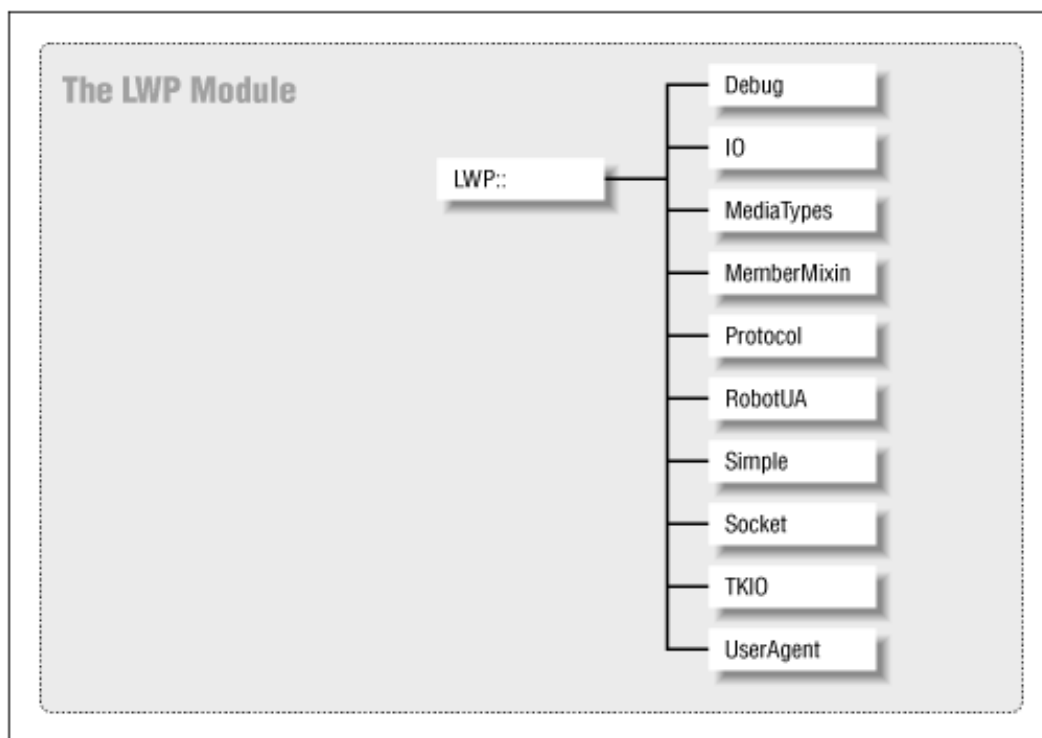 The LWP Module
LWP::
Debug
IO
MediaTypes
MemberMixin
Protocol
RobotUA
Simple
Socket
TKIO
UserAgent